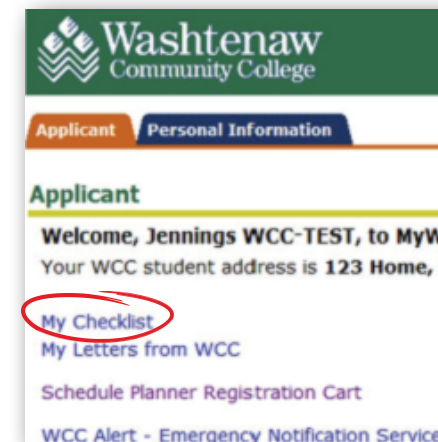 Washtenaw
Community College
Applicant Personal Information
Applicant
Welcome, Jennings WCC-TEST, to MyW
Your WCC student address is 123 Home,
My Checklist
My Letters from WCC
Schedule Planner Registration Cart
WCC Alert - Emergency Notification Service